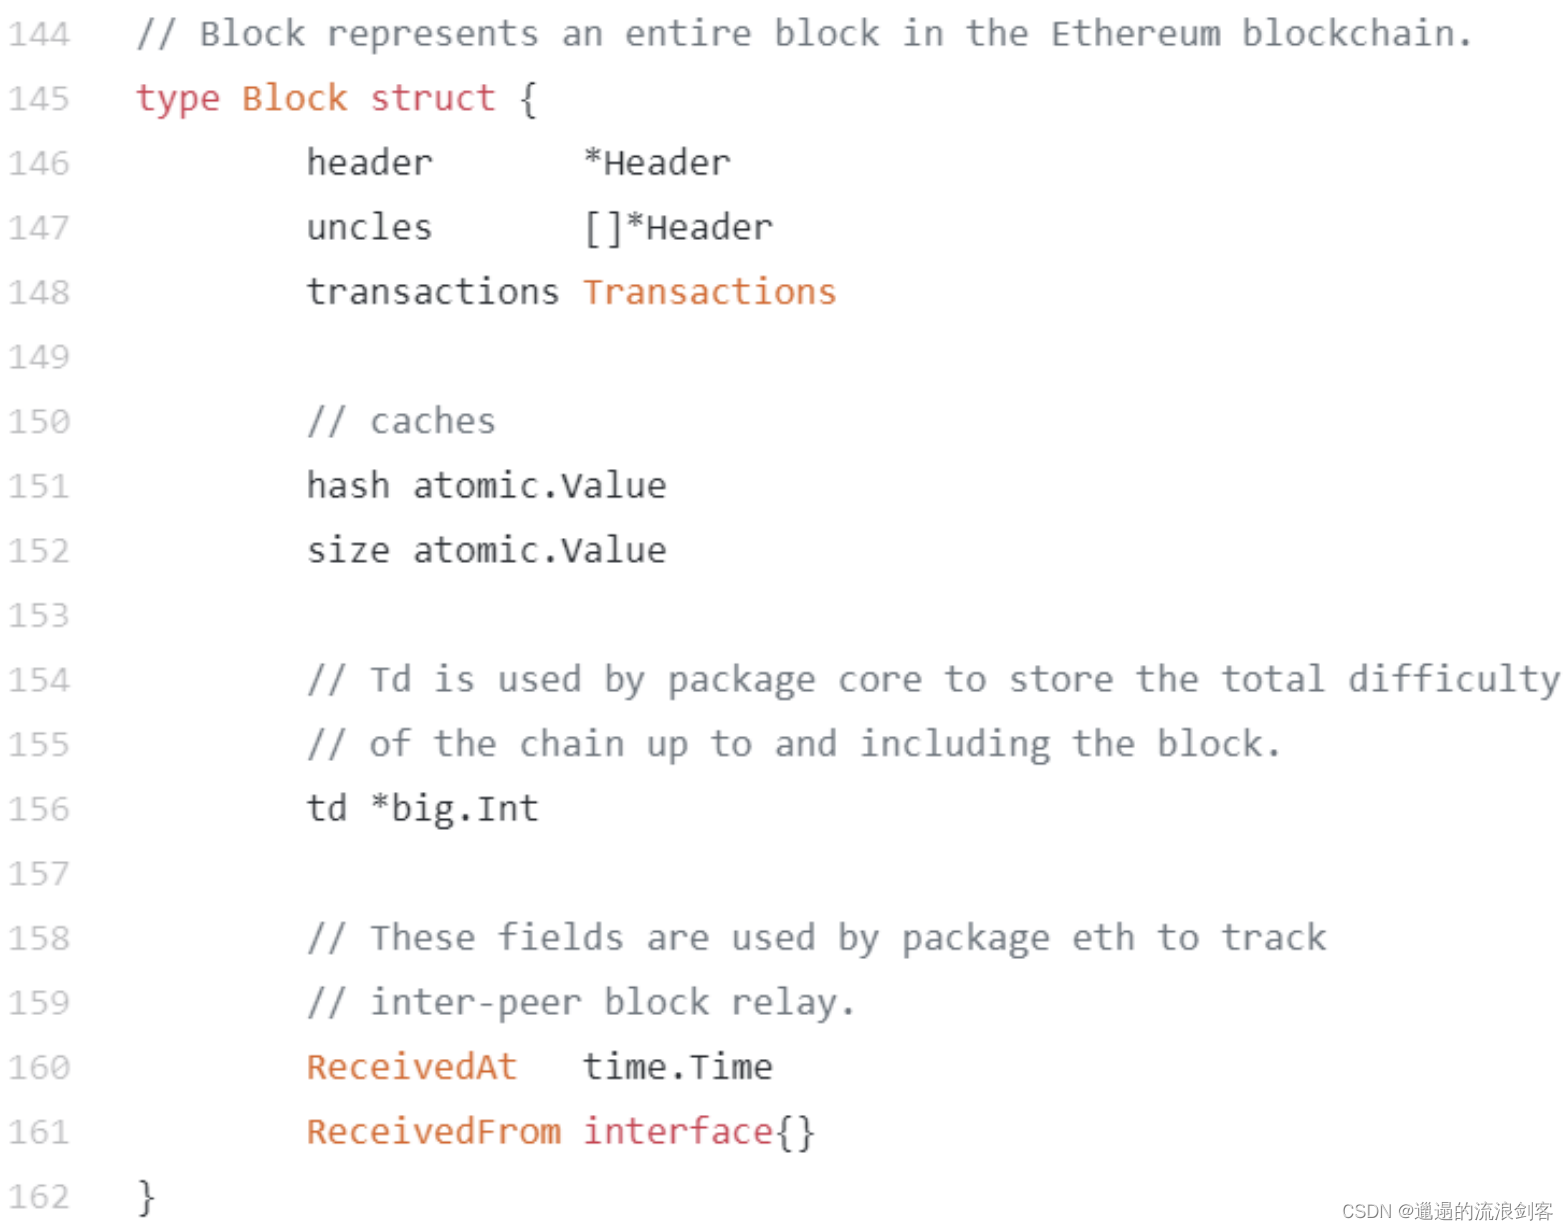 144 // Block represents an entire block in the Ethereum blockchain.
145 type Block struct {
146 header *Header
147 uncles []*Header
148 transactions Transactions
149
150 // caches
151 hash atomic.Value
152 size atomic.Value
153
154 // Td is used by package core to store the total difficulty
155 // of the chain up to and including the block.
156 td *big.Int
157
158 // These fields are used by package eth to track
159 // inter-peer block relay.
160 ReceivedAt time.Time
161 ReceivedFrom interface{}
162 }
CSDN @邋遢的流浪剑客